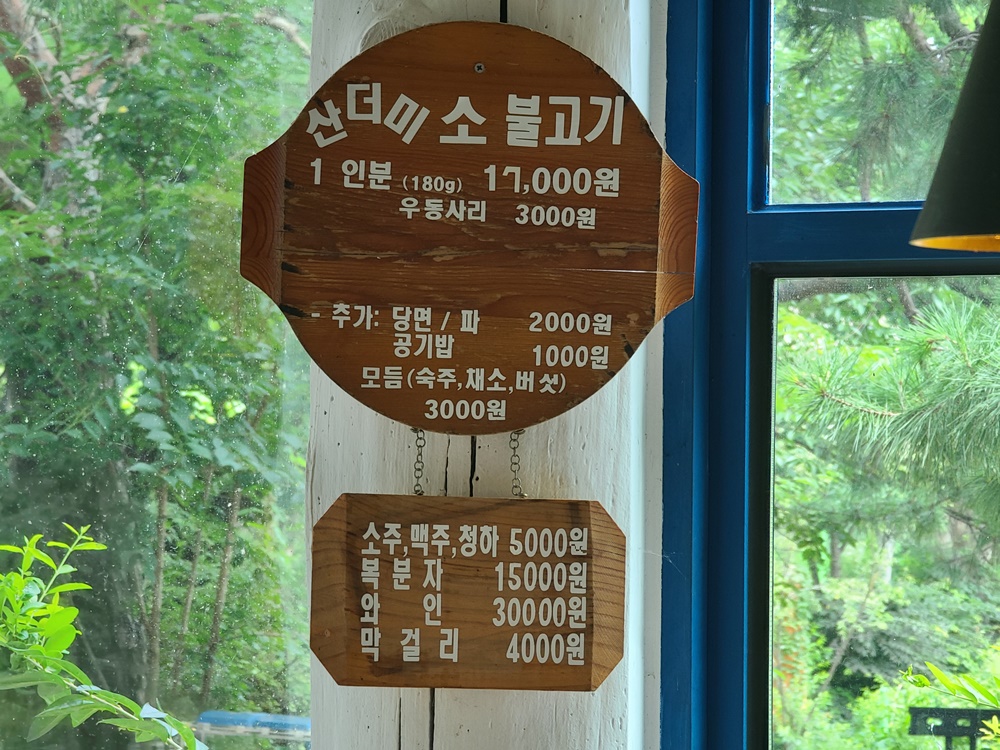 산더미 소 불고기
1 인분 (180g) 17,000원
우동사리 3000원
- 추가: 당면 / 파 2000원
공기밥 1000원
모듬(숙주,채소,버섯)
3000원
소주,맥주,청하 5000원
복분자 15000원
와 인 30000원
막 걸 리 4000원